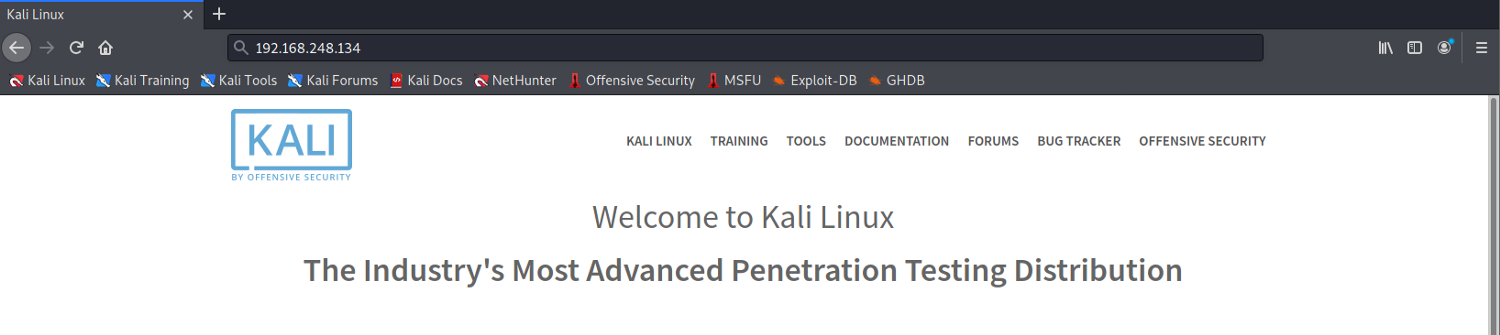 Kali Linux
192.168.248.134
Kali Linux Kali Training Kali Tools Kali Forums Kali Docs NetHunter Offensive Security MSFU Exploit-DB GHDB
KALI
BY OFFENSIVE SECURITY
KALI LINUX TRAINING TOOLS DOCUMENTATION FORUMS BUG TRACKER OFFENSIVE SECURITY
Welcome to Kali Linux
The Industry's Most Advanced Penetration Testing Distribution